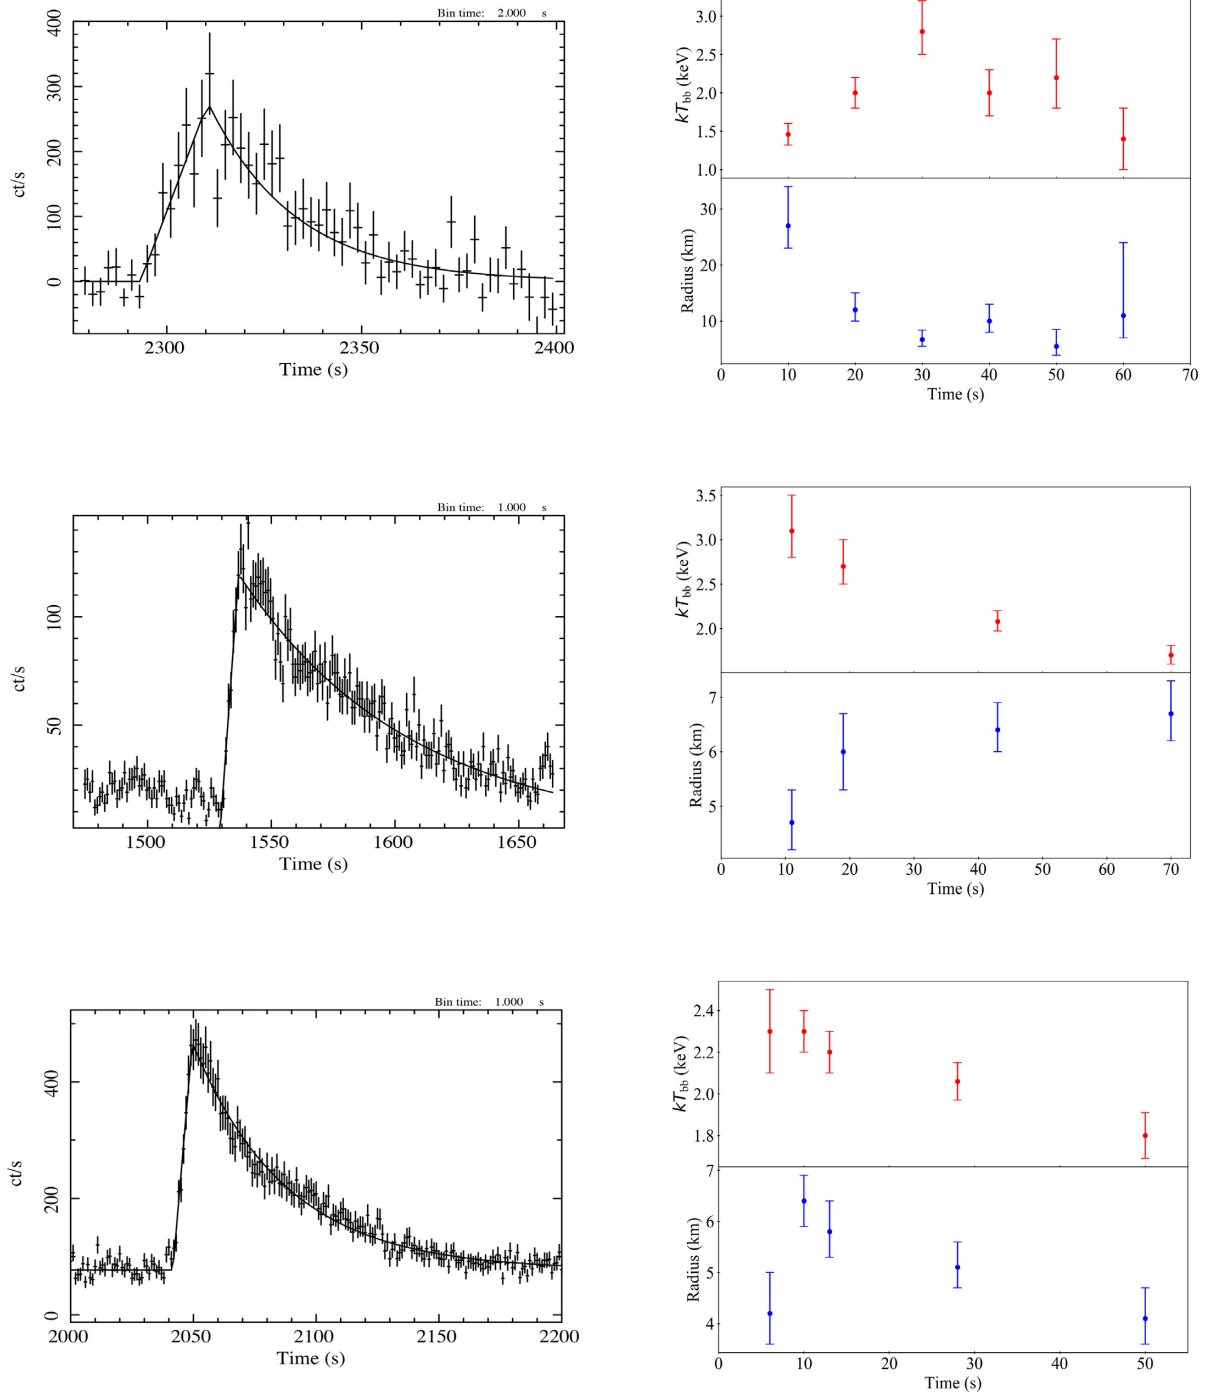 Bin time: 2.000 s
400
300
200
100
0
ct/s
2300
2350
2400
Time (s)
3.0
2.5
2.0
1.5
1.0
kTbb (keV)
30
20
10
Radius (km)
0 10 20 30 40 50 60 70
Time (s)
Bin time: 1.000 s
100
50
ct/s
1500 1550 1600 1650
Time (s)
3.5
3.0
2.5
2.0
kTbb (keV)
7
6
5
Radius (km)
0 10 20 30 40 50 60 70
Time (s)
Bin time: 1.000 s
400
200
0
ct/s
2000 2050 2100 2150 2200
Time (s)
2.4
2.2
2.0
1.8
kTbb (keV)
7
6
5
4
Radius (km)
0 10 20 30 40 50
Time (s)